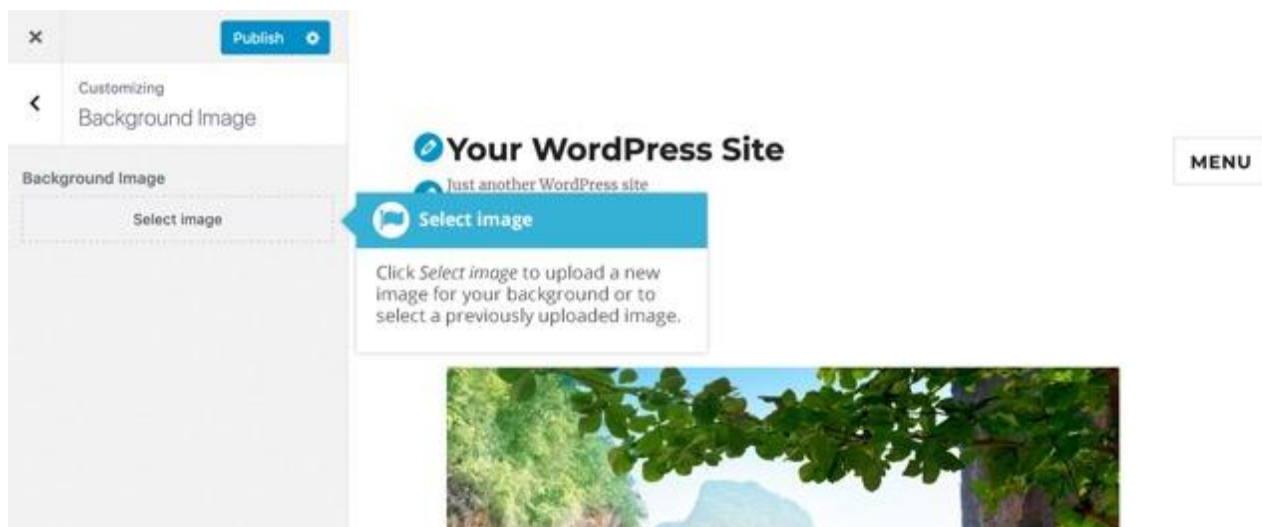 Publish
Customizing
Background Image
Background Image
Select image
Your WordPress Site
Just another WordPress site
MENU
Select image
Click Select image to upload a new
image for your background or to
select a previously uploaded image.